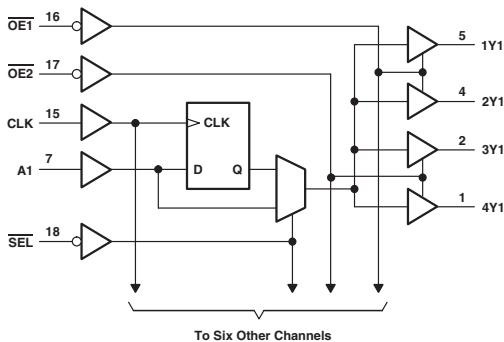 OE1 16
OE2 17
CLK 15
A1 7
SEL 18
CLK
D Q
5 1Y1
4 2Y1
2 3Y1
1 4Y1
To Six Other Channels